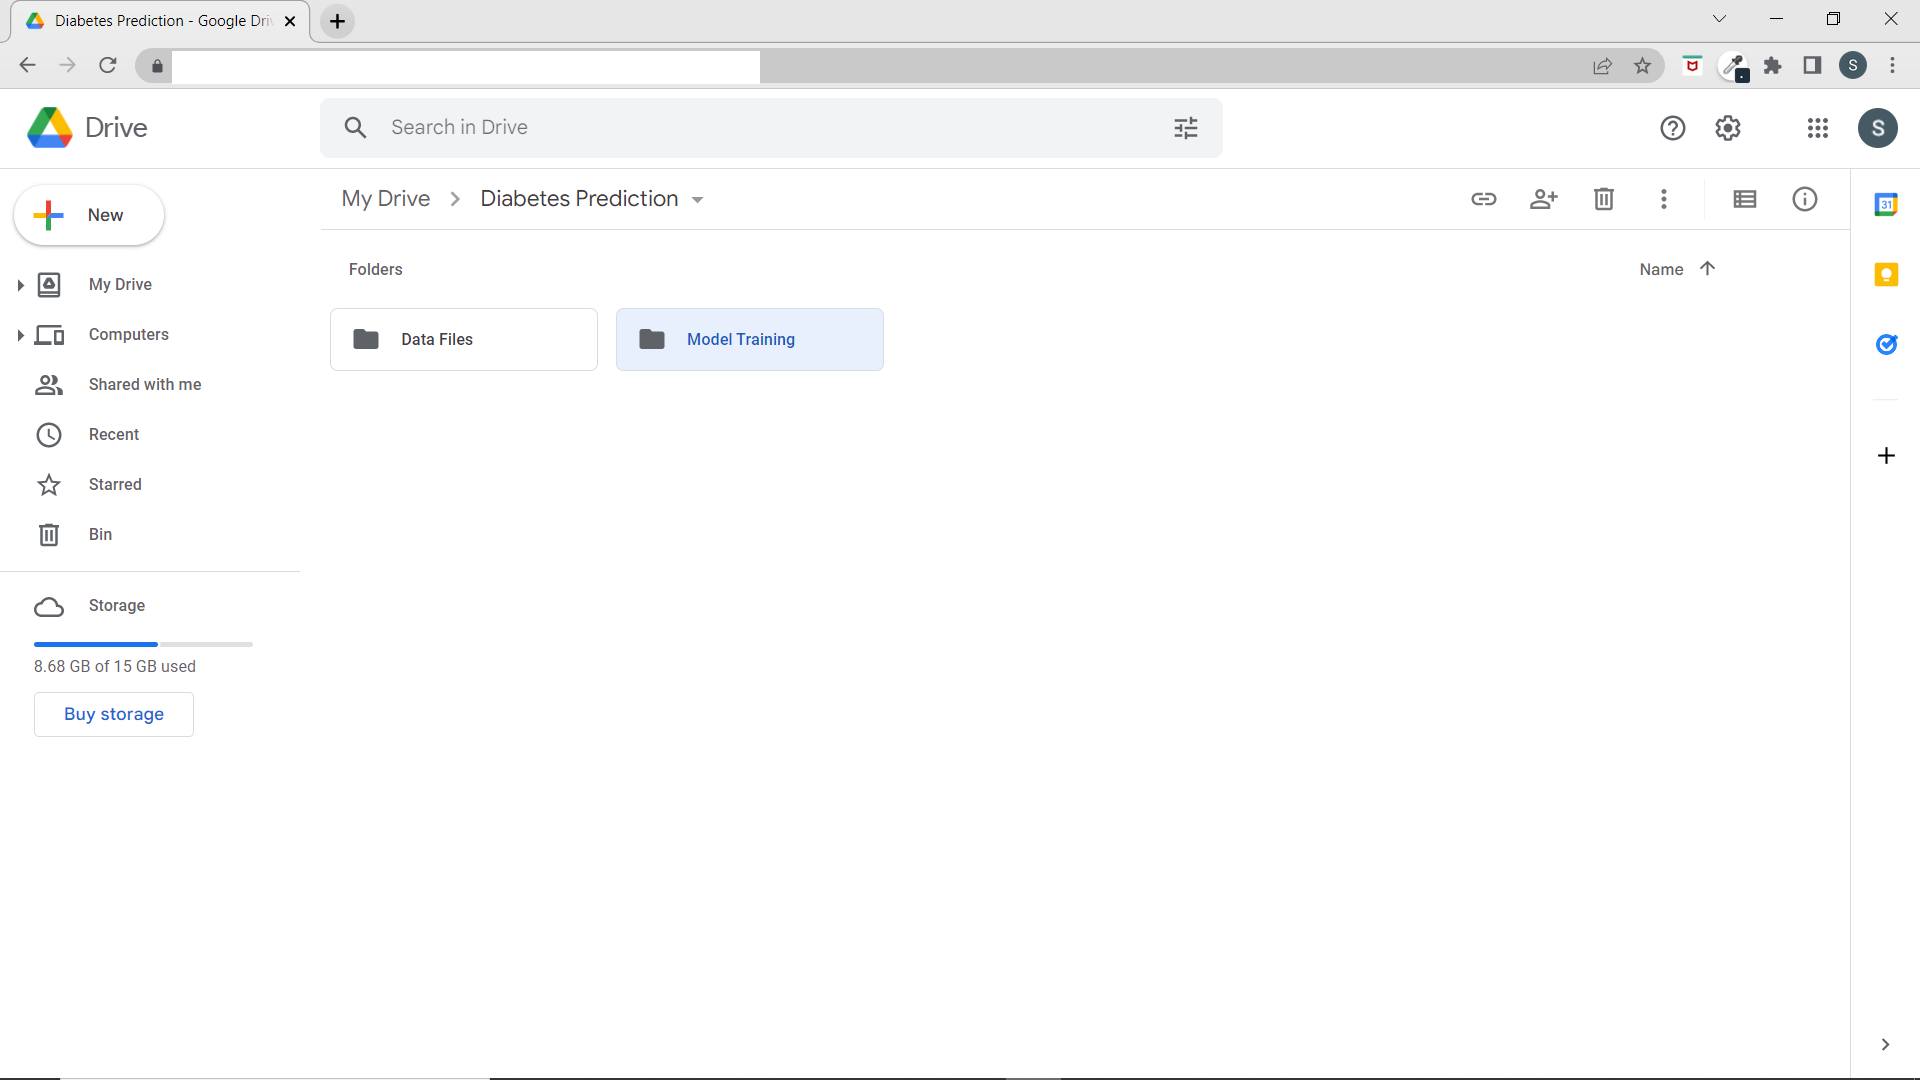 Diabetes Prediction - Google Dri
S
Drive
Search in Drive
S
New
My Drive
Diabetes Prediction
31
My Drive
Computers
Shared with me
Recent
Starred
Bin
Storage
8.68 GB of 15 GB used
Buy storage
Folders
Name
Data Files
Model Training